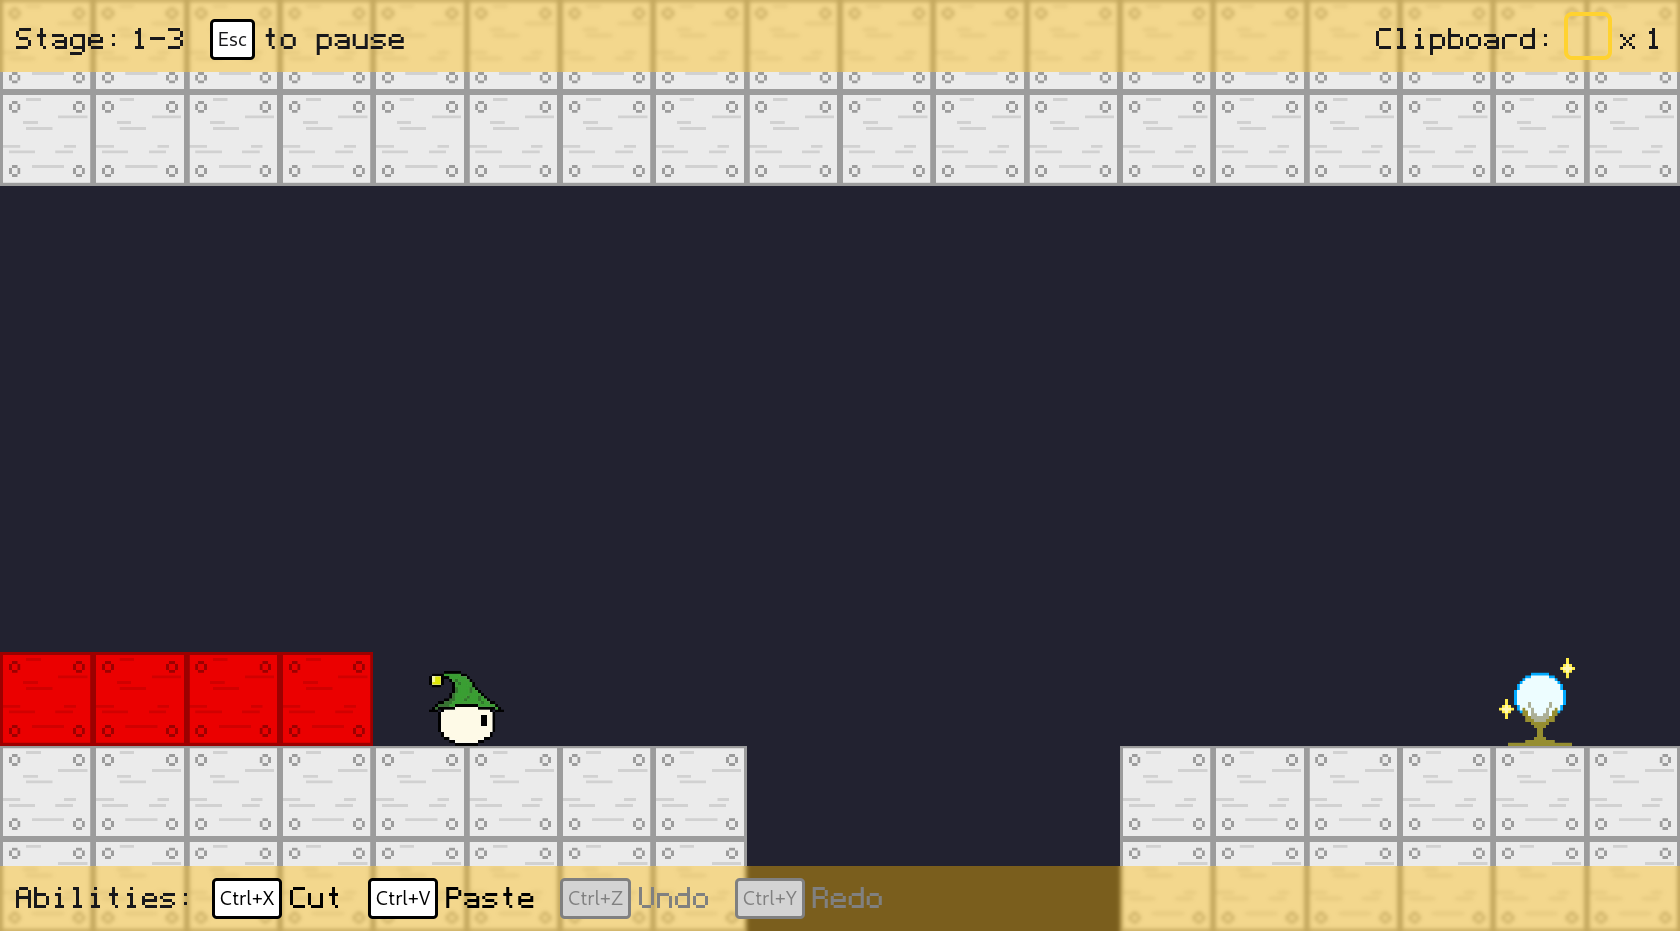 Stage: 1-3 Esc to pause Clipboard: x 1
Abilities: Ctrl+X Cut Ctrl+V Paste Ctrl+Z Undo Ctrl+Y Redo